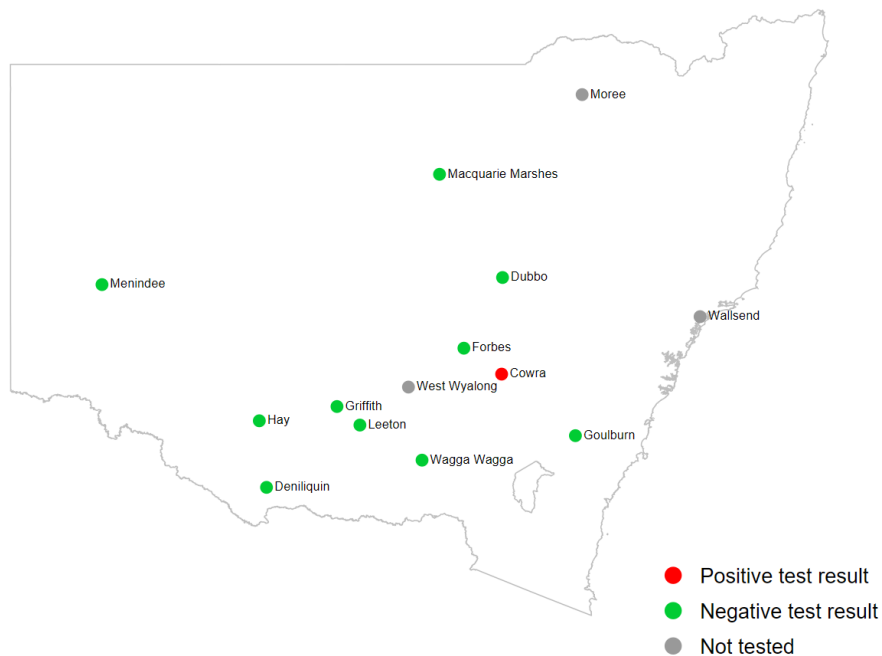 Moree
Macquarie Marshes
Dubbo
Menindee
Wallsend
Forbes
Cowra
West Wyalong
Griffith
Hay
Leeton
Goulburn
Wagga Wagga
Deniliquin
Positive test result
Negative test result
Not tested